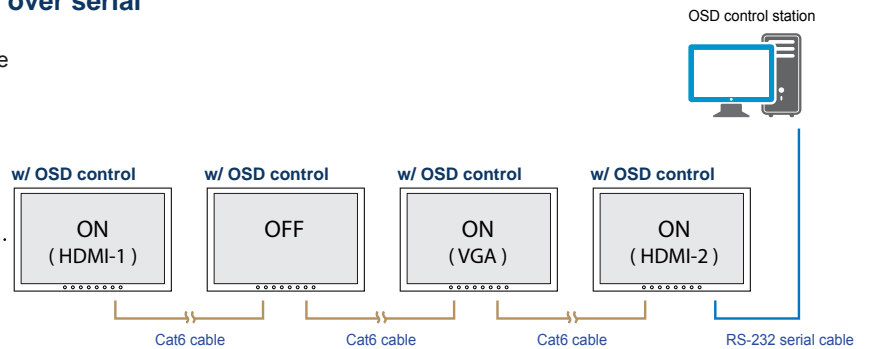 over serial
OSD control station
e
w/ OSD control
w/ OSD control
w/ OSD control
w/ OSD control
ON
( HDMI-1 )
OFF
ON
( VGA )
ON
( HDMI-2 )
..
Cat6 cable
Cat6 cable
Cat6 cable
RS-232 serial cable